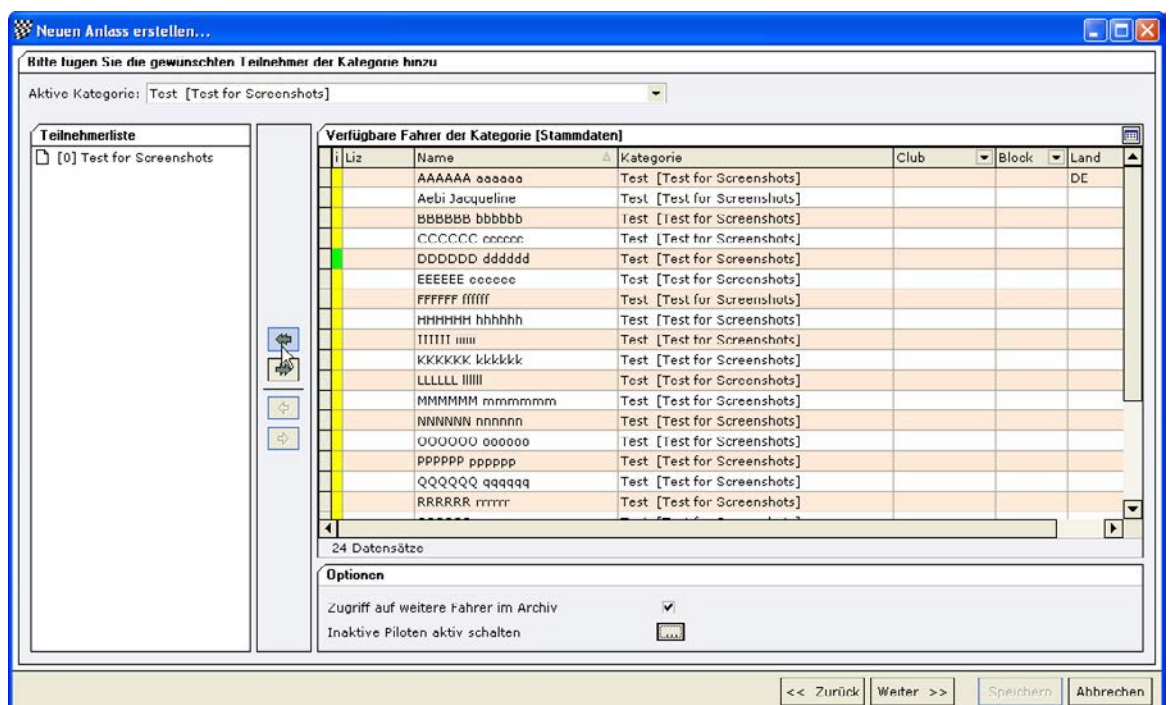 Neuen Anlass erstellen...
Bitte fügen Sie die gewünschten Teilnehmer der Kategorie hinzu
Aktive Kategorie: Test [Test for Screenshots]
Teilnehmerliste
[0] Test for Screenshots
Verfügbare Fahrer der Kategorie [Stammdaten]
i Liz Name Kategorie Club Block Land
AAAAAA aaaaaa Test [Test for Screenshots] DE
Aebi Jacqueline Test [Test for Screenshots]
BBBBBB bbbbbb Test [Test for Screenshots]
CCCCCC cccccc Test [Test for Screenshots]
DDDDDD dddddd Test [Test for Screenshots]
EEEEEE eeeeee Test [Test for Screenshots]
FFFFFF ffffff Test [Test for Screenshots]
HHHHHH hhhhhh Test [Test for Screenshots]
IIIIII iiiiii Test [Test for Screenshots]
KKKKKK kkkkkk Test [Test for Screenshots]
LLLLLL llllll Test [Test for Screenshots]
MMMMMM mmmmmm Test [Test for Screenshots]
NNNNNN nnnnnn Test [Test for Screenshots]
OOOOOO oooooo Test [Test for Screenshots]
PPPPPP pppppp Test [Test for Screenshots]
QQQQQQ qqqqqq Test [Test for Screenshots]
RRRRRR rrrrrr Test [Test for Screenshots]
24 Datensätze
Optionen
Zugriff auf weitere Fahrer im Archiv
Inaktive Piloten aktiv schalten
...
<< Zurück Weiter >> Speichern Abbrechen